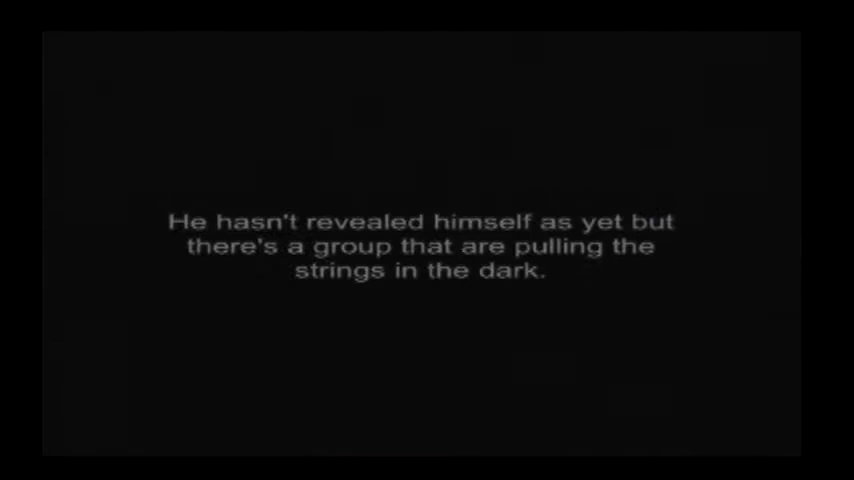 He hasn't revealed himself as yet but
there's a group that are pulling the
strings in the dark.